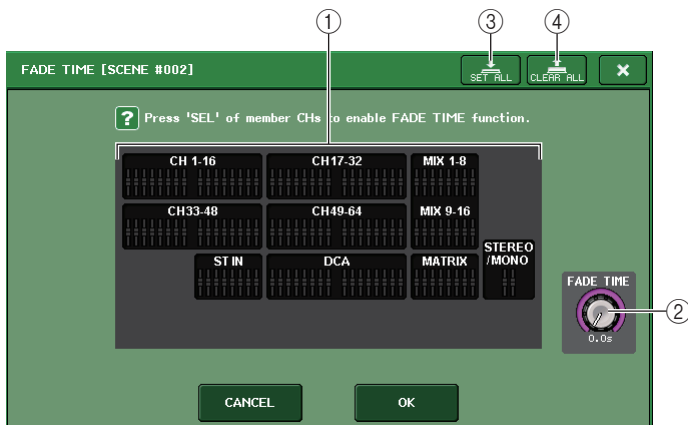 ① ③ ④
FADE TIME [SCENE #002] SET ALL CLEAR ALL ×
? Press 'SEL' of member CHs to enable FADE TIME function.
CH 1-16 CH17-32 MIX 1-8
CH33-48 CH49-64 MIX 9-16
STEREO
/MONO
ST IN DCA MATRIX
FADE TIME
②
0.0s
CANCEL OK